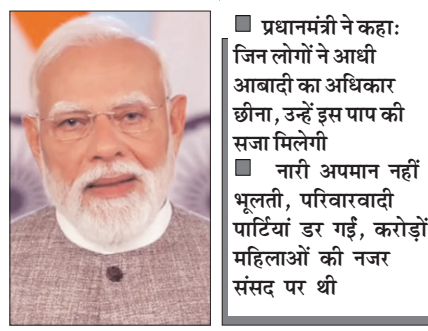 प्रधानमंत्री ने कहाः
जिन लोगों ने आधी
आबादी का अधिकार
छीना, उन्हें इस पाप की
सजा मिलेगी
नारी अपमान नहीं
भूलती, परिवारवादी
पार्टियां डर गईं, करोड़ों
महिलाओं की नजर
संसद पर थी